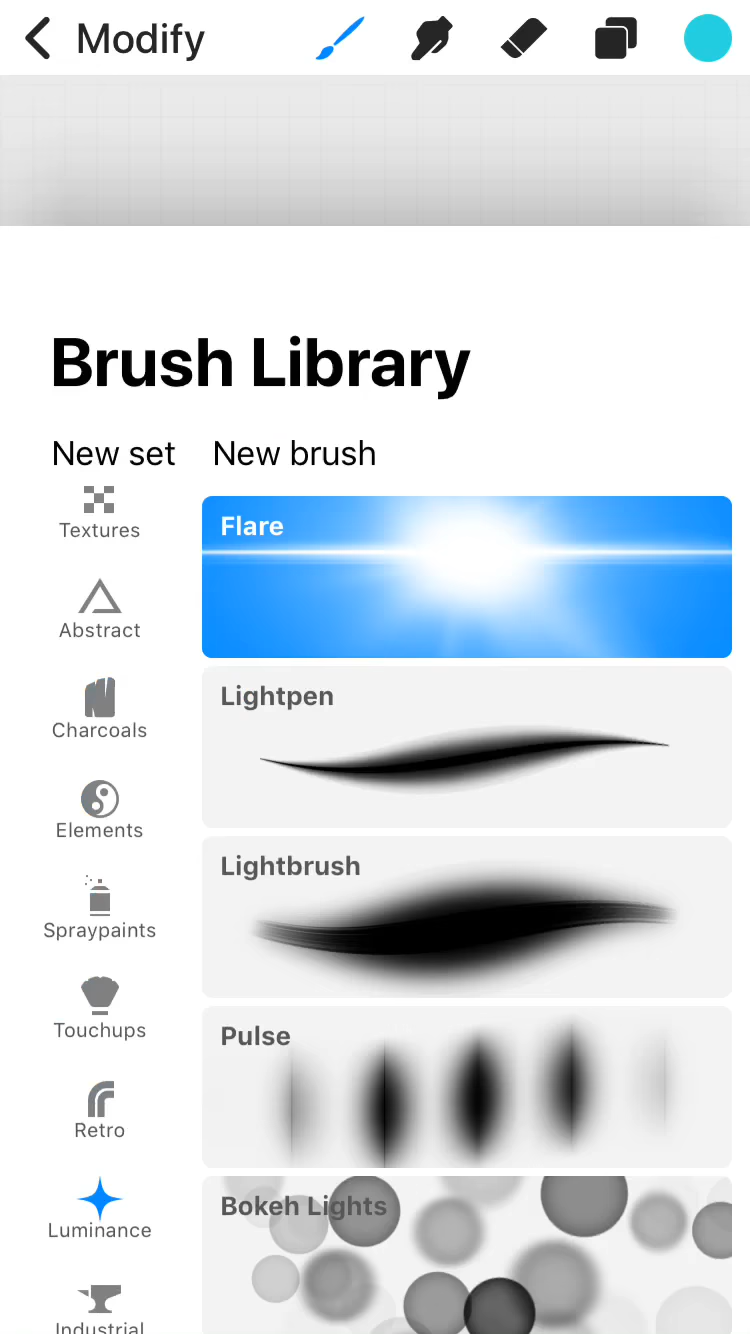 Modify
Brush Library
New set
New brush
Textures
Abstract
Charcoals
Elements
Spraypaints
Touchups
Retro
Luminance
Industrial
Flare
Lightpen
Lightbrush
Pulse
Bokeh Lights